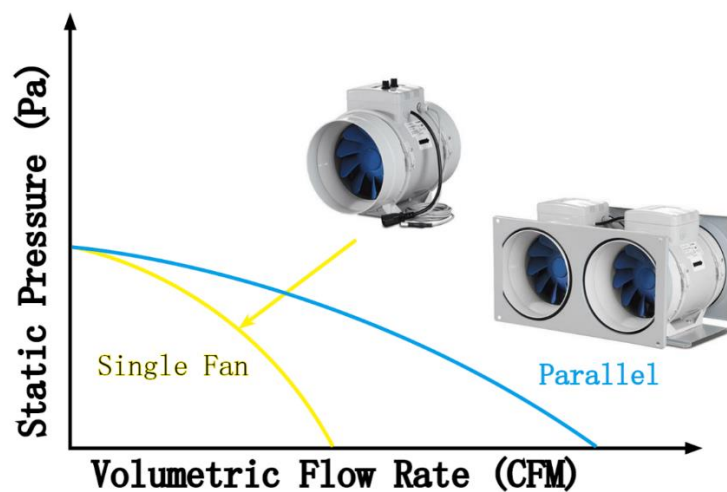 Static Pressure (Pa)
Single Fan
Parallel
Volumetric Flow Rate (CFM)